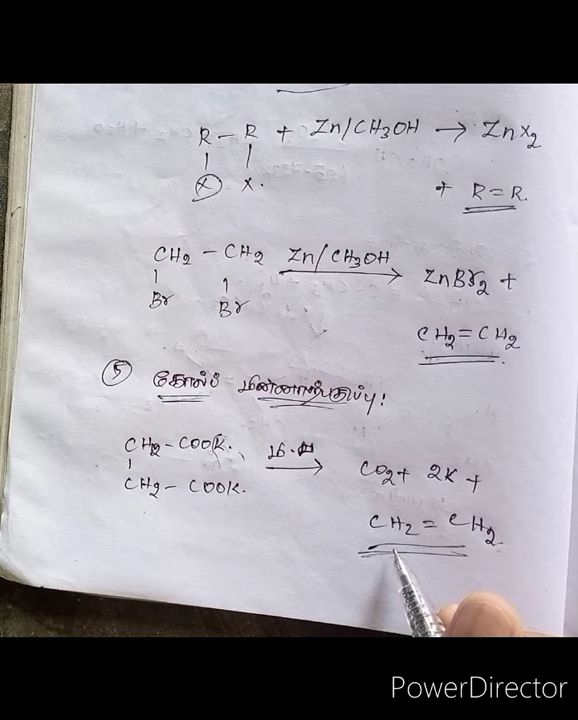 R - R + Zn/CH3OH → ZnX2
X X.
+ R = R.
CH2 - CH2 Zn/CH3OH → ZnBr2 +
Br Br
CH2 = CH2
⑤ கோல்ப் மின்னாற்பகுப்பு!
CH2 - COOK.
CH2 - COOK. → CO2 + 2K +
CH2 = CH2
PowerDirector